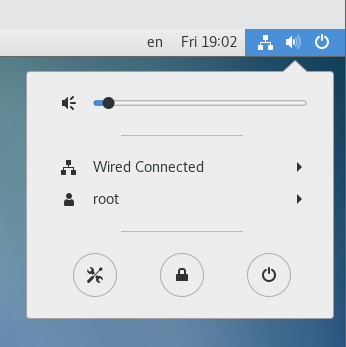 en Fri 19:02
Wired Connected
root